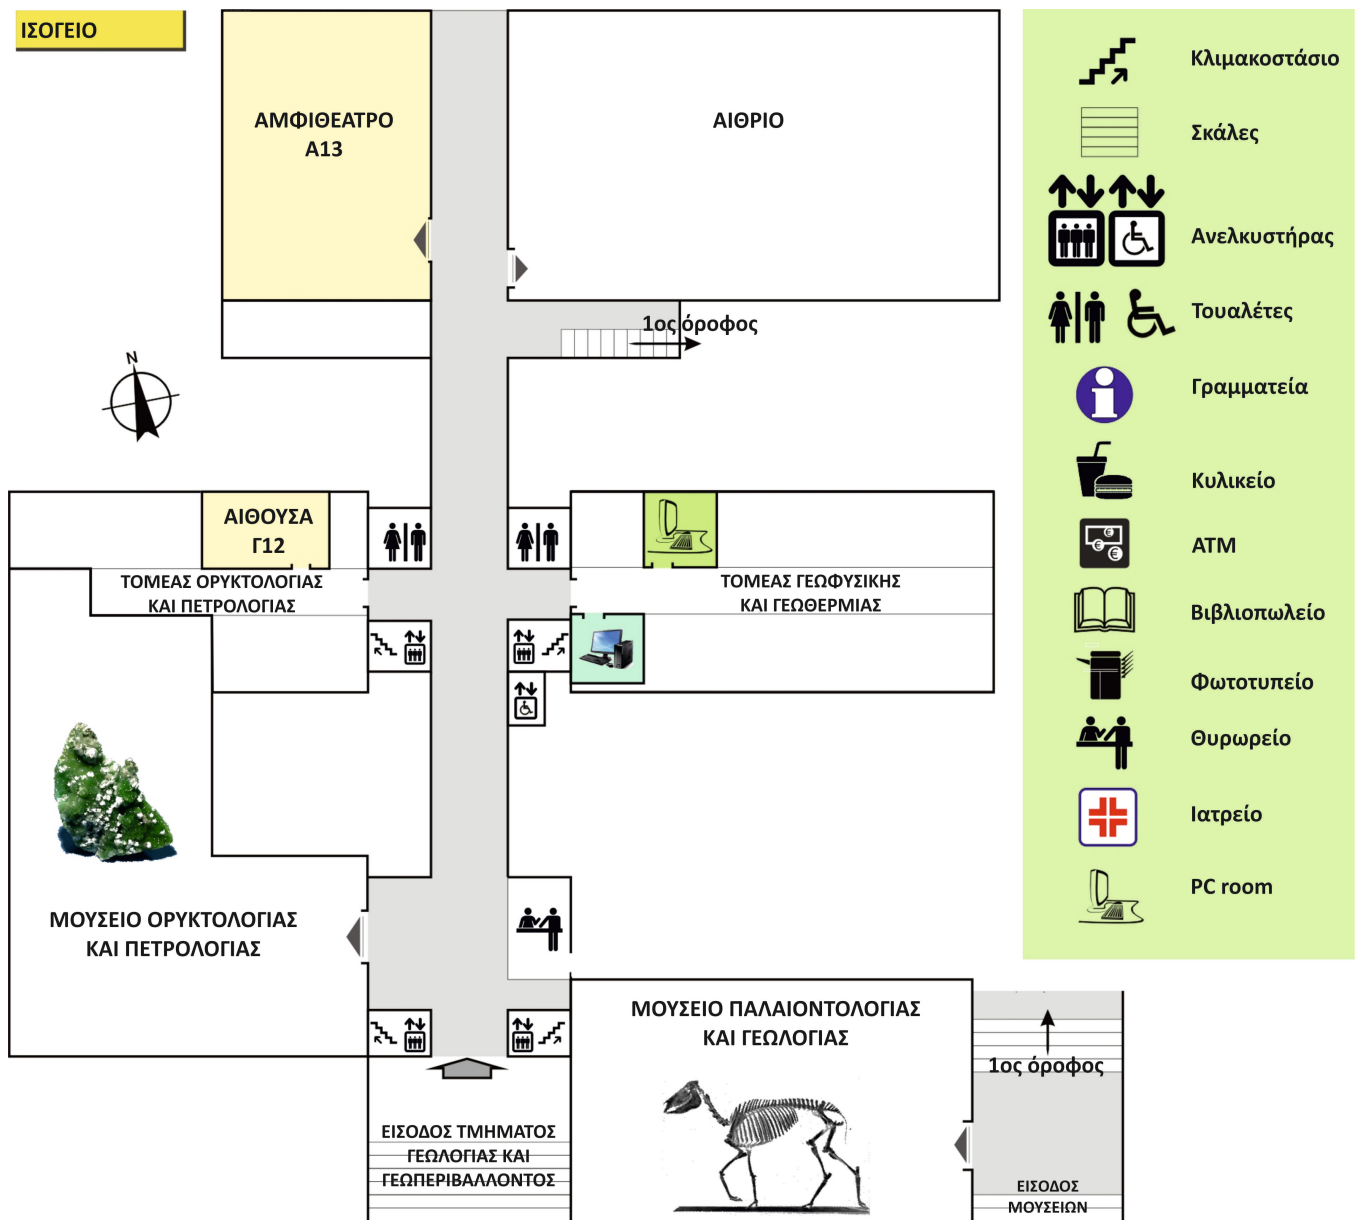 ΙΣΟΓΕΙΟ
ΑΜΦΙΘΕΑΤΡΟ
Α13
ΑΙΘΡΙΟ
1ος όροφος
N
ΑΙΘΟΥΣΑ
Γ12
ΤΟΜΕΑΣ ΟΡΥΚΤΟΛΟΓΙΑΣ
ΚΑΙ ΠΕΤΡΟΛΟΓΙΑΣ
ΤΟΜΕΑΣ ΓΕΩΦΥΣΙΚΗΣ
ΚΑΙ ΓΕΩΘΕΡΜΙΑΣ
ΜΟΥΣΕΙΟ ΟΡΥΚΤΟΛΟΓΙΑΣ
ΚΑΙ ΠΕΤΡΟΛΟΓΙΑΣ
ΜΟΥΣΕΙΟ ΠΑΛΑΙΟΝΤΟΛΟΓΙΑΣ
ΚΑΙ ΓΕΩΛΟΓΙΑΣ
1ος όροφος
ΕΙΣΟΔΟΣ ΤΜΗΜΑΤΟΣ
ΓΕΩΛΟΓΙΑΣ ΚΑΙ
ΓΕΩΠΕΡΙΒΑΛΛΟΝΤΟΣ
ΕΙΣΟΔΟΣ
ΜΟΥΣΕΙΩΝ
Κλιμακοστάσιο
Σκάλες
Ανελκυστήρας
Τουαλέτες
Γραμματεία
Κυλικείο
ATM
Βιβλιοπωλείο
Φωτοτυπείο
Θυρωρείο
Ιατρείο
PC room